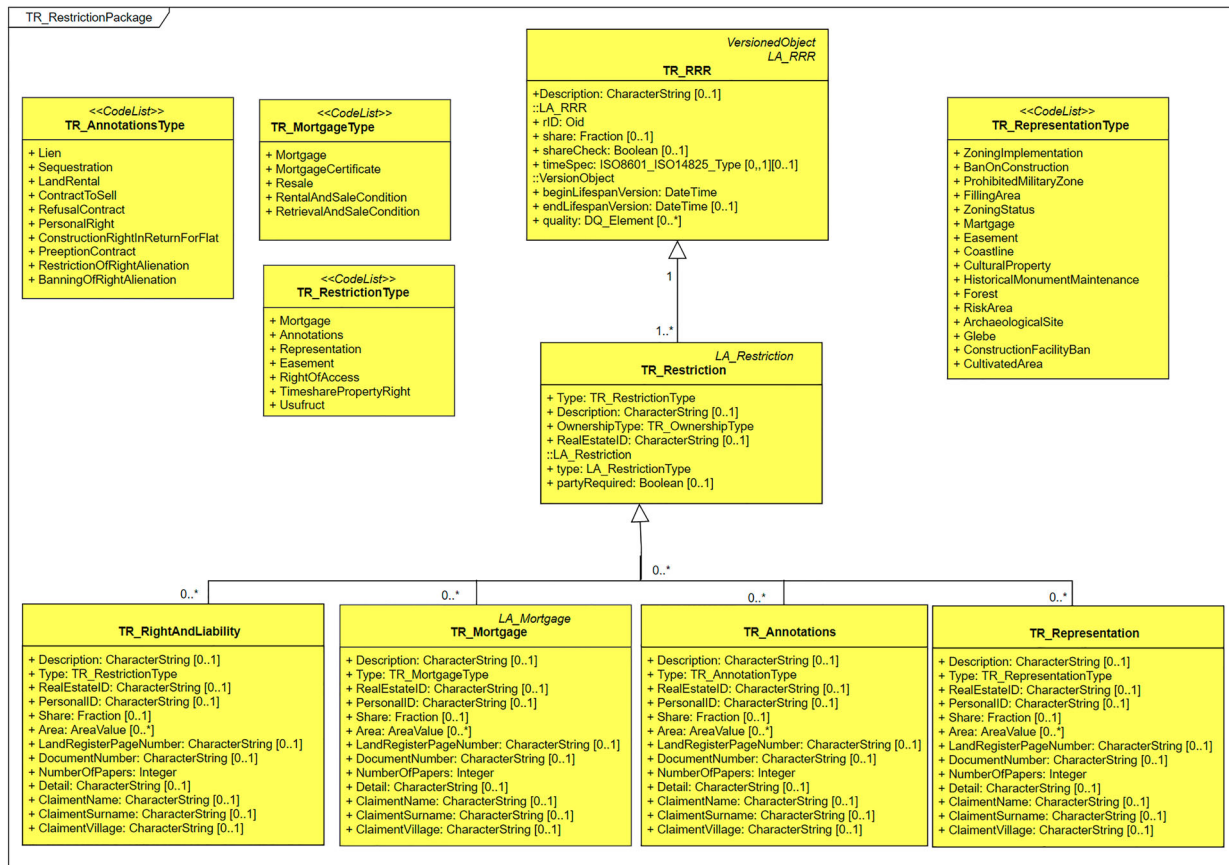 TR_RestrictionPackage
VersionedObject
LA_RRR
TR_RRR
+Description: CharacterString [0..1]
::LA_RRR
+ rID: Oid
+ share: Fraction [0..1]
+ shareCheck: Boolean [0..1]
+ timeSpec: ISO8601_ISO14825_Type [0,,1][0..1]
::VersionObject
+ beginLifespanVersion: DateTime
+ endLifespanVersion: DateTime [0..1]
+ quality: DQ_Element [0..*]
<<CodeList>>
TR_AnnotationsType
+ Lien
+ Sequestration
+ LandRental
+ ContractToSell
+ RefusalContract
+ PersonalRight
+ ConstructionRightInReturnForFlat
+ PreeptionContract
+ RestrictionOfRightAlienation
+ BanningOfRightAlienation
<<CodeList>>
TR_MortgageType
+ Mortgage
+ MortgageCertificate
+ Resale
+ RentalAndSaleCondition
+ RetrievalAndSaleCondition
<<CodeList>>
TR_RestrictionType
+ Mortgage
+ Annotations
+ Representation
+ Easement
+ RightOfAccess
+ TimesharePropertyRight
+ Usufruct
<<CodeList>>
TR_RepresentationType
+ ZoningImplementation
+ BanOnConstruction
+ ProhibitedMilitaryZone
+ FillingArea
+ ZoningStatus
+ Martgage
+ Easement
+ Coastline
+ CulturalProperty
+ HistoricalMonumentMaintenance
+ Forest
+ RiskArea
+ ArchaeologicalSite
+ Glebe
+ ConstructionFacilityBan
+ CultivatedArea
1
1..*
LA_Restriction
TR_Restriction
+ Type: TR_RestrictionType
+ Description: CharacterString [0..1]
+ OwnershipType: TR_OwnershipType
+ RealEstateID: CharacterString [0..1]
::LA_Restriction
+ type: LA_RestrictionType
+ partyRequired: Boolean [0..1]
0..*
0..*
0..*
0..*
0..*
TR_RightAndLiability
+ Description: CharacterString [0..1]
+ Type: TR_RestrictionType
+ RealEstateID: CharacterString [0..1]
+ PersonalID: CharacterString [0..1]
+ Share: Fraction [0..1]
+ Area: AreaValue [0..*]
+ LandRegisterPageNumber: CharacterString [0..1]
+ DocumentNumber: CharacterString [0..1]
+ NumberOfPapers: Integer
+ Detail: CharacterString [0..1]
+ ClaimentName: CharacterString [0..1]
+ ClaimentSurname: CharacterString [0..1]
+ ClaimentVillage: CharacterString [0..1]
LA_Mortgage
TR_Mortgage
+ Description: CharacterString [0..1]
+ Type: TR_MortgageType
+ RealEstateID: CharacterString [0..1]
+ PersonalID: CharacterString [0..1]
+ Share: Fraction [0..1]
+ Area: AreaValue [0..*]
+ LandRegisterPageNumber: CharacterString [0..1]
+ DocumentNumber: CharacterString [0..1]
+ NumberOfPapers: Integer
+ Detail: CharacterString [0..1]
+ ClaimentName: CharacterString [0..1]
+ ClaimentSurname: CharacterString [0..1]
+ ClaimentVillage: CharacterString [0..1]
TR_Annotations
+ Description: CharacterString [0..1]
+ Type: TR_AnnotationType
+ RealEstateID: CharacterString [0..1]
+ PersonalID: CharacterString [0..1]
+ Share: Fraction [0..1]
+ Area: AreaValue [0..*]
+ LandRegisterPageNumber: CharacterString [0..1]
+ DocumentNumber: CharacterString [0..1]
+ NumberOfPapers: Integer
+ Detail: CharacterString [0..1]
+ ClaimentName: CharacterString [0..1]
+ ClaimentSurname: CharacterString [0..1]
+ ClaimentVillage: CharacterString [0..1]
TR_Representation
+ Description: CharacterString [0..1]
+ Type: TR_RepresentationType
+ RealEstateID: CharacterString [0..1]
+ PersonalID: CharacterString [0..1]
+ Share: Fraction [0..1]
+ Area: AreaValue [0..*]
+ LandRegisterPageNumber: CharacterString [0..1]
+ DocumentNumber: CharacterString [0..1]
+ NumberOfPapers: Integer
+ Detail: CharacterString [0..1]
+ ClaimentName: CharacterString [0..1]
+ ClaimentSurname: CharacterString [0..1]
+ ClaimentVillage: CharacterString [0..1]